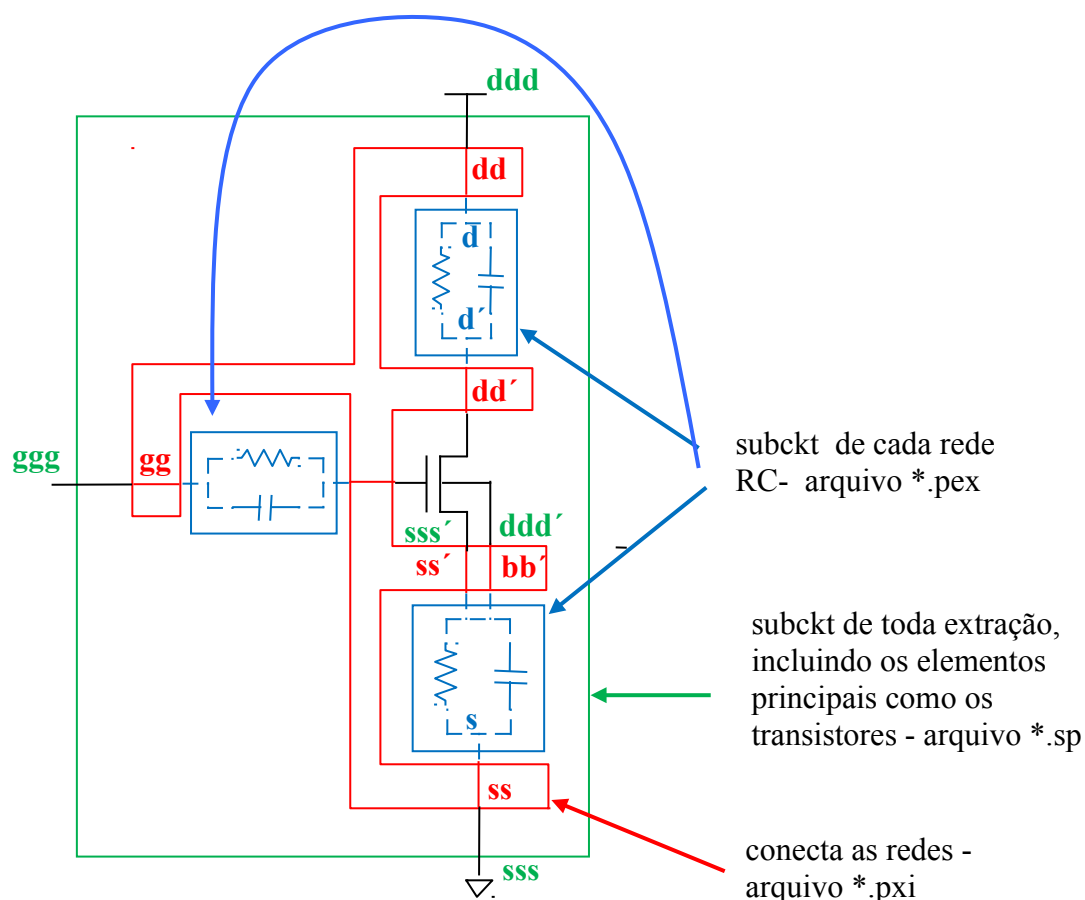 ddd
dd
d
d´
dd´
ggg
gg
sss´
ddd´
ss´
bb´
s
ss
sss
subckt de cada rede
RC- arquivo *.pex
subckt de toda extração,
incluindo os elementos
principais como os
transistores - arquivo *.sp
conecta as redes -
arquivo *.pxi